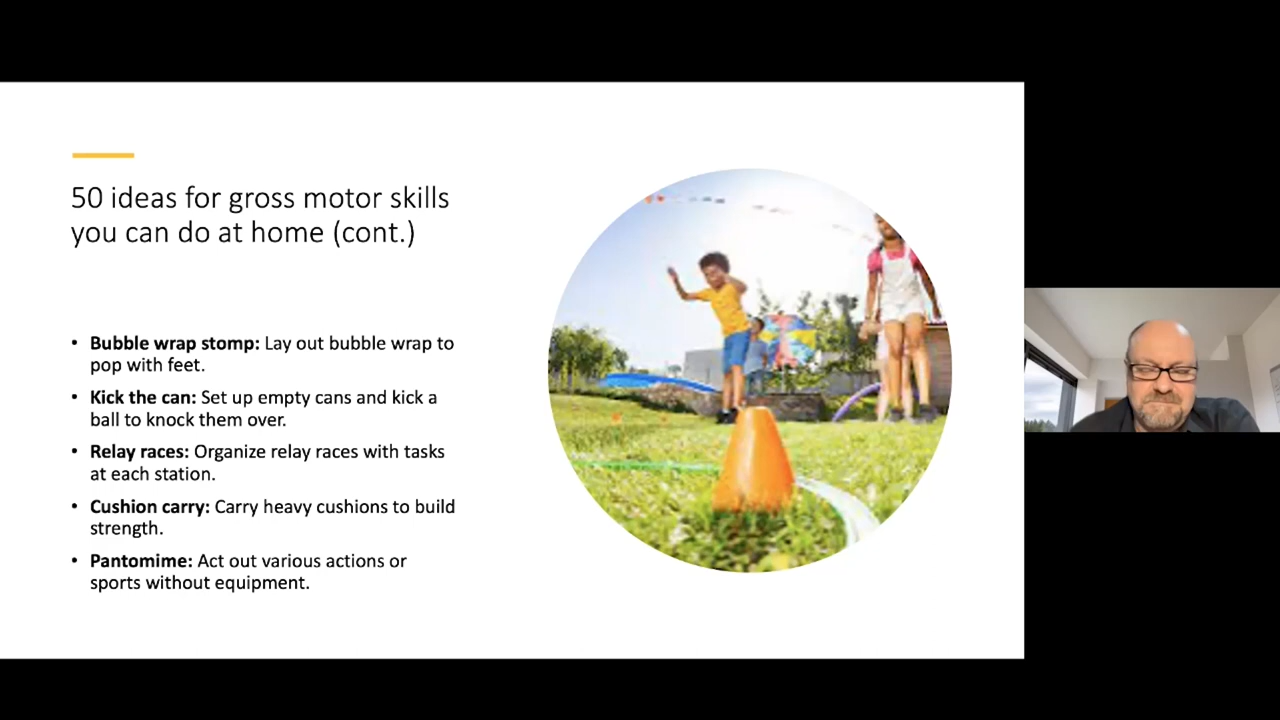 50 ideas for gross motor skills
you can do at home (cont.)
• Bubble wrap stomp: Lay out bubble wrap to
pop with feet.
• Kick the can: Set up empty cans and kick a
ball to knock them over.
• Relay races: Organize relay races with tasks
at each station.
• Cushion carry: Carry heavy cushions to build
strength.
• Pantomime: Act out various actions or
sports without equipment.